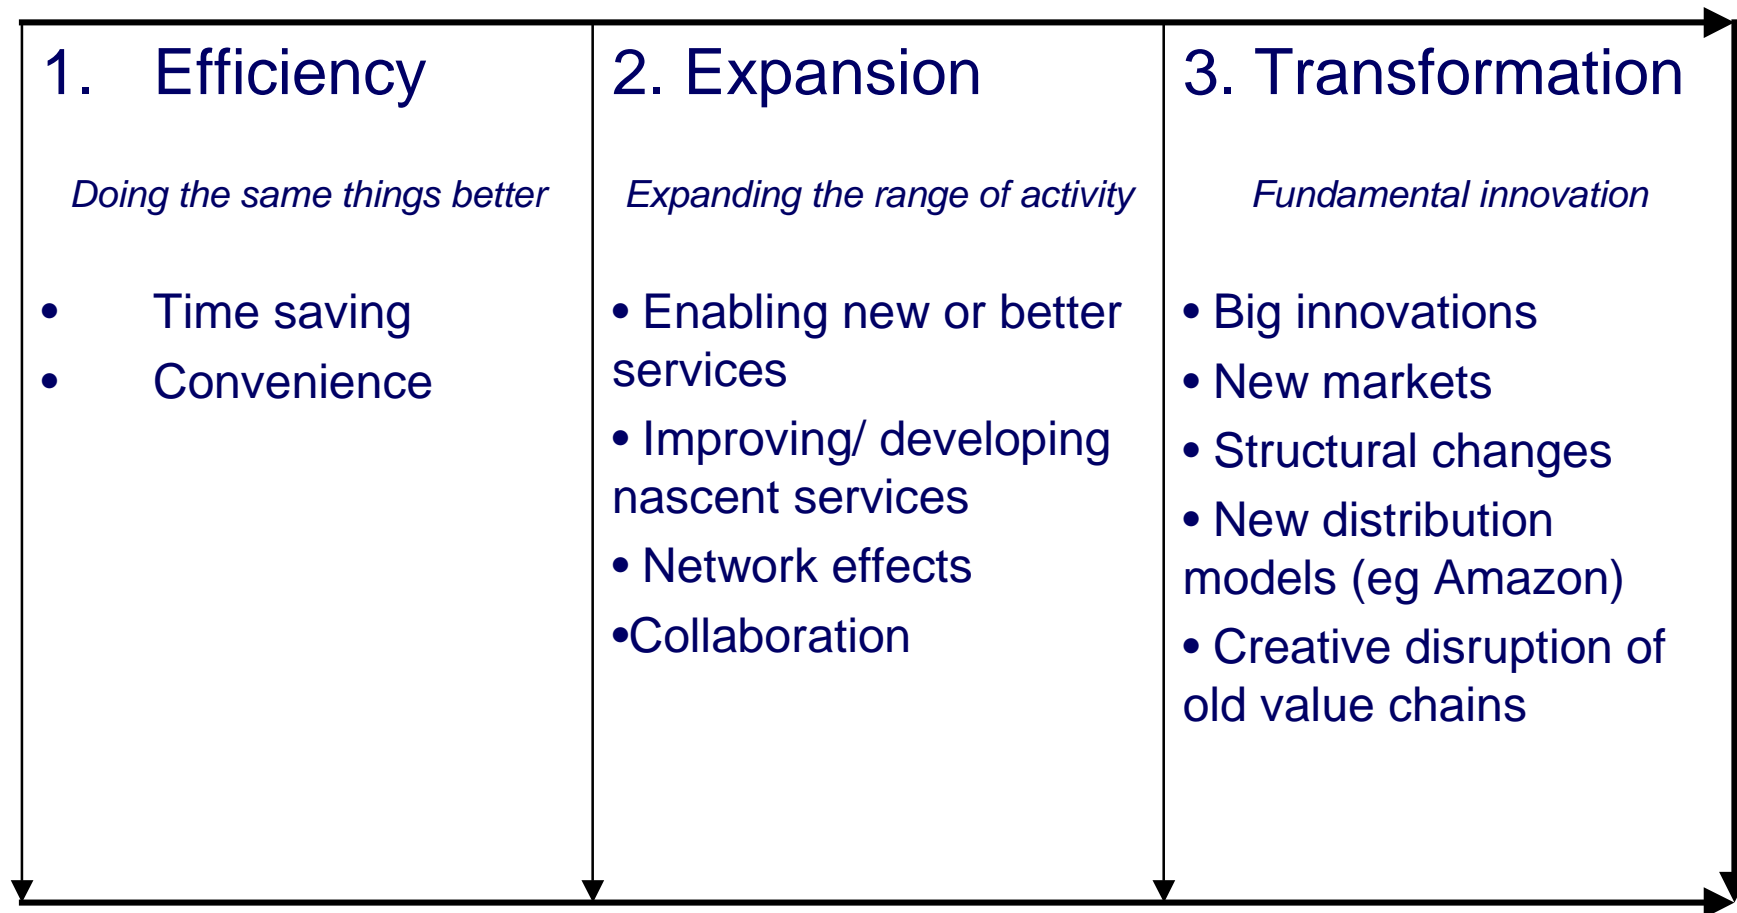 1. Efficiency
Doing the same things better
• Time saving
• Convenience
2. Expansion
Expanding the range of activity
• Enabling new or better
services
• Improving/ developing
nascent services
• Network effects
•Collaboration
3. Transformation
Fundamental innovation
• Big innovations
• New markets
• Structural changes
• New distribution
models (eg Amazon)
• Creative disruption of
old value chains